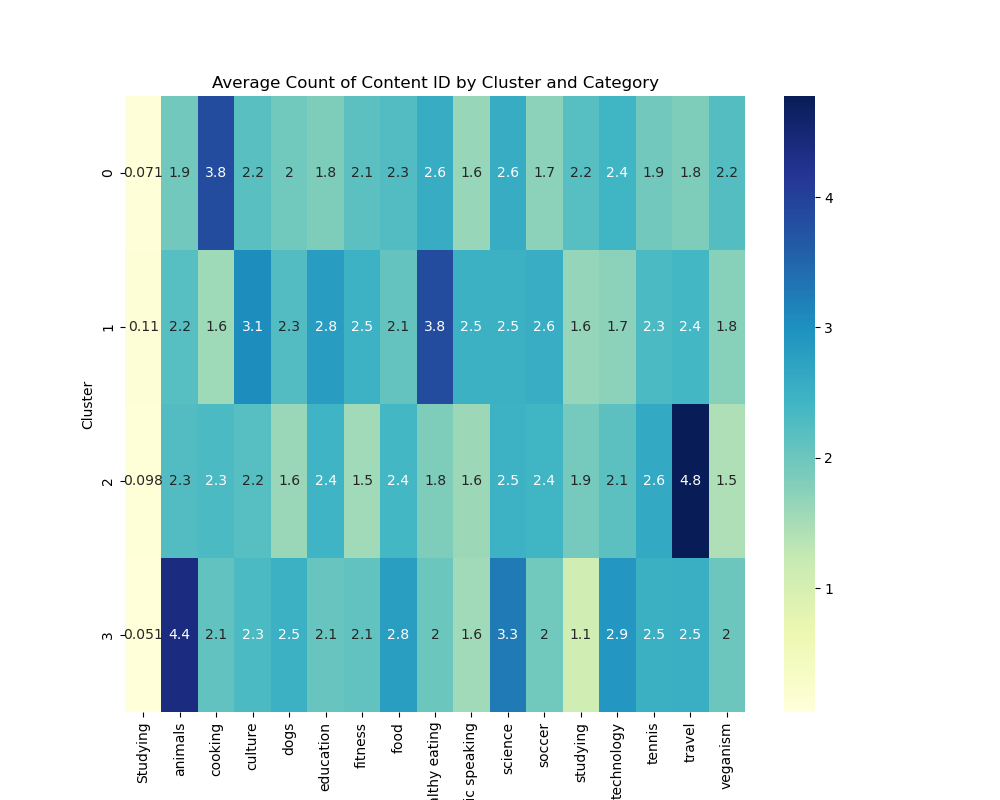 Average Count of Content ID by Cluster and Category
0 0.071 1.9 3.8 2.2 2 1.8 2.1 2.3 2.6 1.6 2.6 1.7 2.2 2.4 1.9 1.8 2.2
1 0.11 2.2 1.6 3.1 2.3 2.8 2.5 2.1 3.8 2.5 2.5 2.6 1.6 1.7 2.3 2.4 1.8
2 0.098 2.3 2.3 2.2 1.6 2.4 1.5 2.4 1.8 1.6 2.5 2.4 1.9 2.1 2.6 4.8 1.5
3 0.051 4.4 2.1 2.3 2.5 2.1 2.1 2.8 2 1.6 3.3 2 1.1 2.9 2.5 2.5 2
Cluster
Studying
animals
cooking
culture
dogs
education
fitness
food
lthy eating
ic speaking
science
soccer
studying
technology
tennis
travel
veganism
4
3
2
1